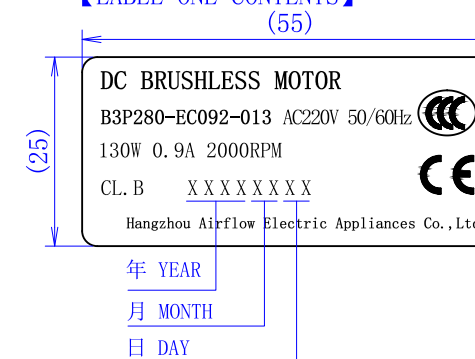 【LABEL ONE CONTENTS】
(55)
DC BRUSHLESS MOTOR
B3P280-EC092-013 AC220V 50/60Hz
(25)
130W 0.9A 2000RPM
CL.B XXXXXXXX
Hangzhou Airflow Electric Appliances Co.,Ltd
年 YEAR
月 MONTH
日 DAY